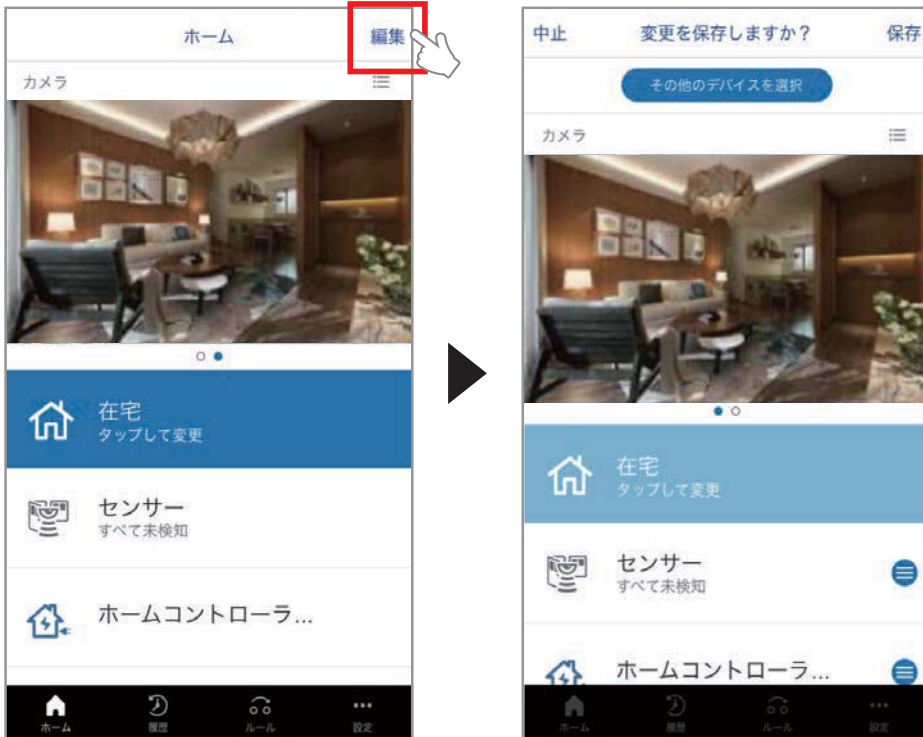 ホーム
編集
カメラ
在宅
タップして変更
センサー
すべて未検知
ホームコントローラ...
ホーム
履歴
ルール
設定
中止
変更を保存しますか？
保存
その他のデバイスを選択
カメラ
在宅
タップして変更
センサー
すべて未検知
ホームコントローラ...
ホーム
履歴
ルール
設定